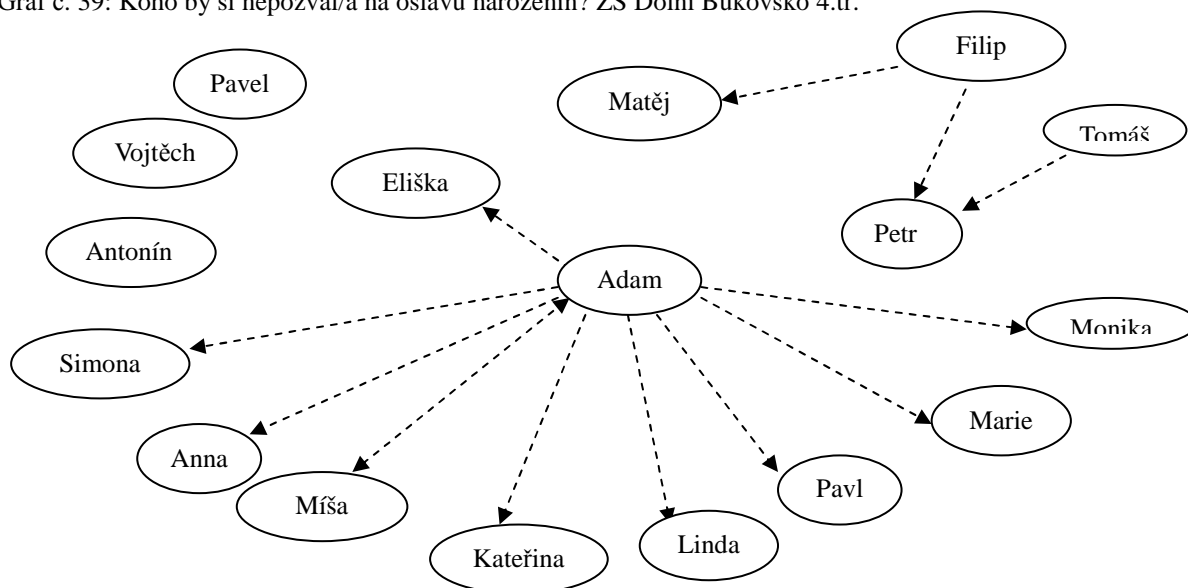 Graf č. 39: Koho by si nepozval/a na oslavu narozenin? ZŠ Dolní Bukovsko 4.tř.
Filip
Pavel
Matěj
Tomáš
Vojtěch
Eliška
Petr
Antonín
Adam
Monika
Simona
Marie
Anna
Pavl
Míša
Linda
Kateřina